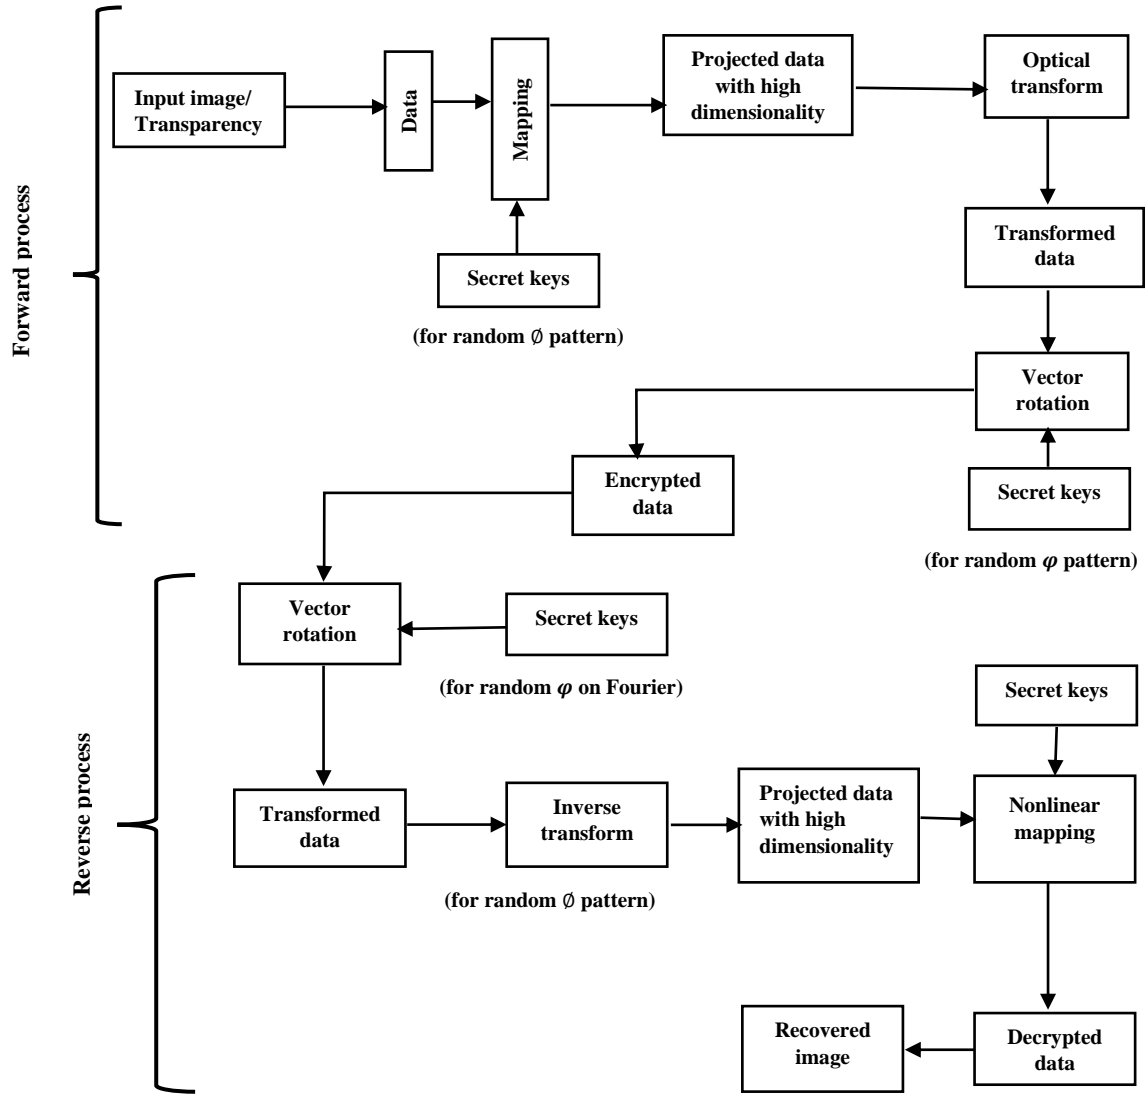 Forward process
Input image/
Transparency
Data
Mapping
Projected data
with high
dimensionality
Optical
transform
Secret keys
(for random ∅ pattern)
Transformed
data
Vector
rotation
Secret keys
(for random φ pattern)
Encrypted
data
Reverse process
Vector
rotation
Secret keys
(for random φ on Fourier)
Transformed
data
Inverse
transform
(for random ∅ pattern)
Projected data
with high
dimensionality
Secret keys
Nonlinear
mapping
Decrypted
data
Recovered
image